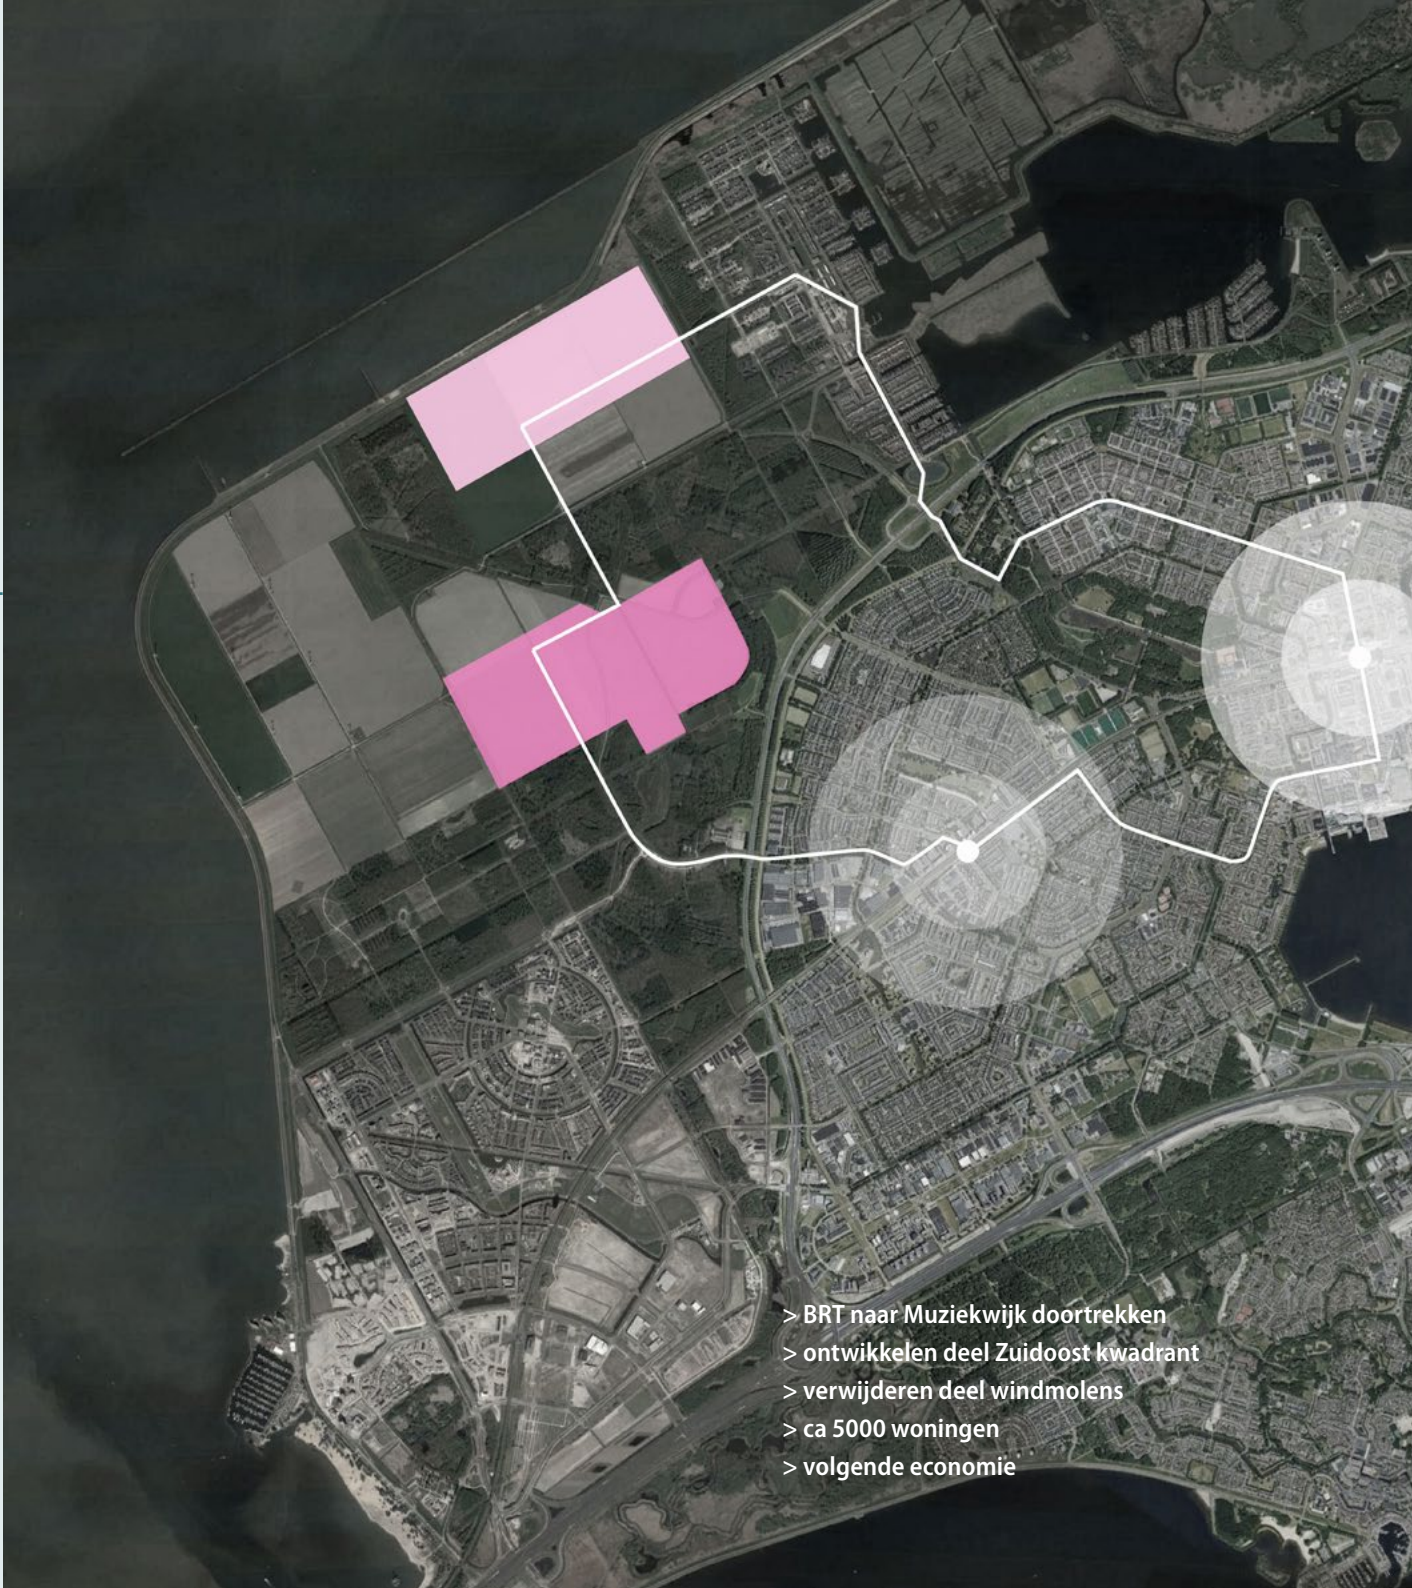 > BRT naar Muziekwijk doortrekken
> ontwikkelen deel Zuidoost kwadrant
> verwijderen deel windmolens
> ca 5000 woningen
> volgende economie